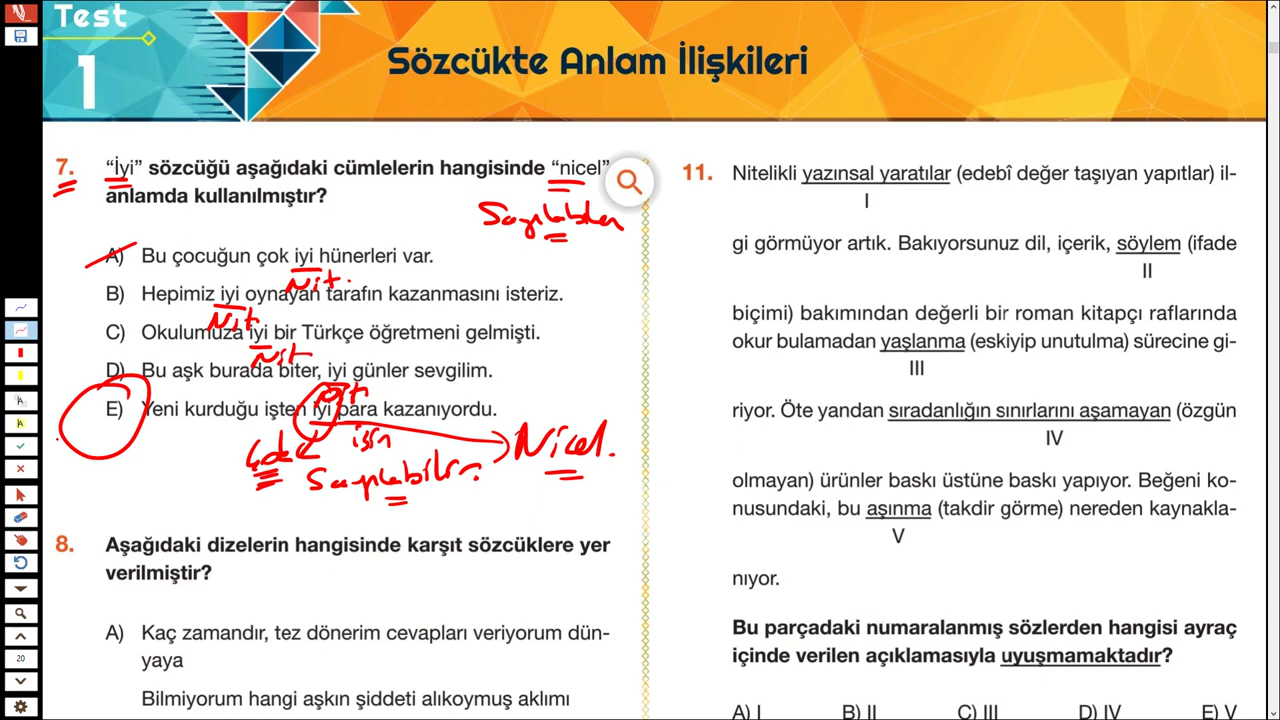 Test
1
Sözcükte Anlam İlişkileri
7. “İyi” sözcüğü aşağıdaki cümlelerin hangisinde “nicel”
anlamda kullanılmıştır?
Sayılabilen
A) Bu çocuğun çok iyi hünerleri var.
Nit.
B) Hepimiz iyi oynayan tarafın kazanmasını isteriz.
Nit
C) Okulumuza iyi bir Türkçe öğretmeni gelmişti.
Nit
D) Bu aşk burada biter, iyi günler sevgilim.
E) Yeni kurduğu işten iyi para kazanıyordu.
Nicel.
Sayılabilir
8. Aşağıdaki dizelerin hangisinde karşıt sözcüklere yer
verilmiştir?
A) Kaç zamandır, tez dönerim cevapları veriyorum dün-
yaya
Bilmiyorum hangi aşkın şiddeti alıkoymuş aklımı
11. Nitelikli yazınsal yaratılar (edebî değer taşıyan yapıtlar) il-
I
gi görmüyor artık. Bakıyorsunuz dil, içerik, söylem (ifade
II
biçimi) bakımından değerli bir roman kitapçı raflarında
okur bulamadan yaşlanma (eskiyip unutulma) sürecine gi-
III
riyor. Öte yandan sıradanlığın sınırlarını aşamayan (özgün
IV
olmayan) ürünler baskı üstüne baskı yapıyor. Beğeni ko-
nusundaki, bu aşınma (takdir görme) nereden kaynakla-
V
nıyor.
Bu parçadaki numaralanmış sözlerden hangisi ayraç
içinde verilen açıklamasıyla uyuşmamaktadır?
A) I B) II C) III D) IV E) V
20